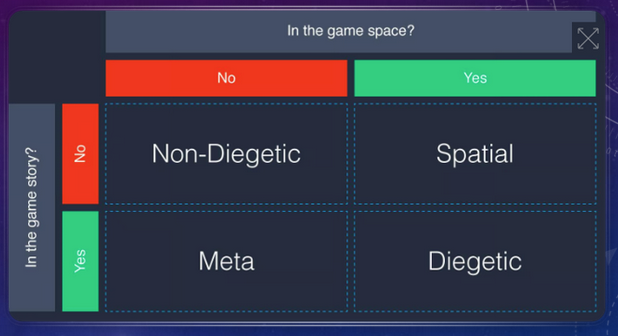 In the game space?
No
Yes
In the game story?
No
Non-Diegetic
Spatial
Yes
Meta
Diegetic